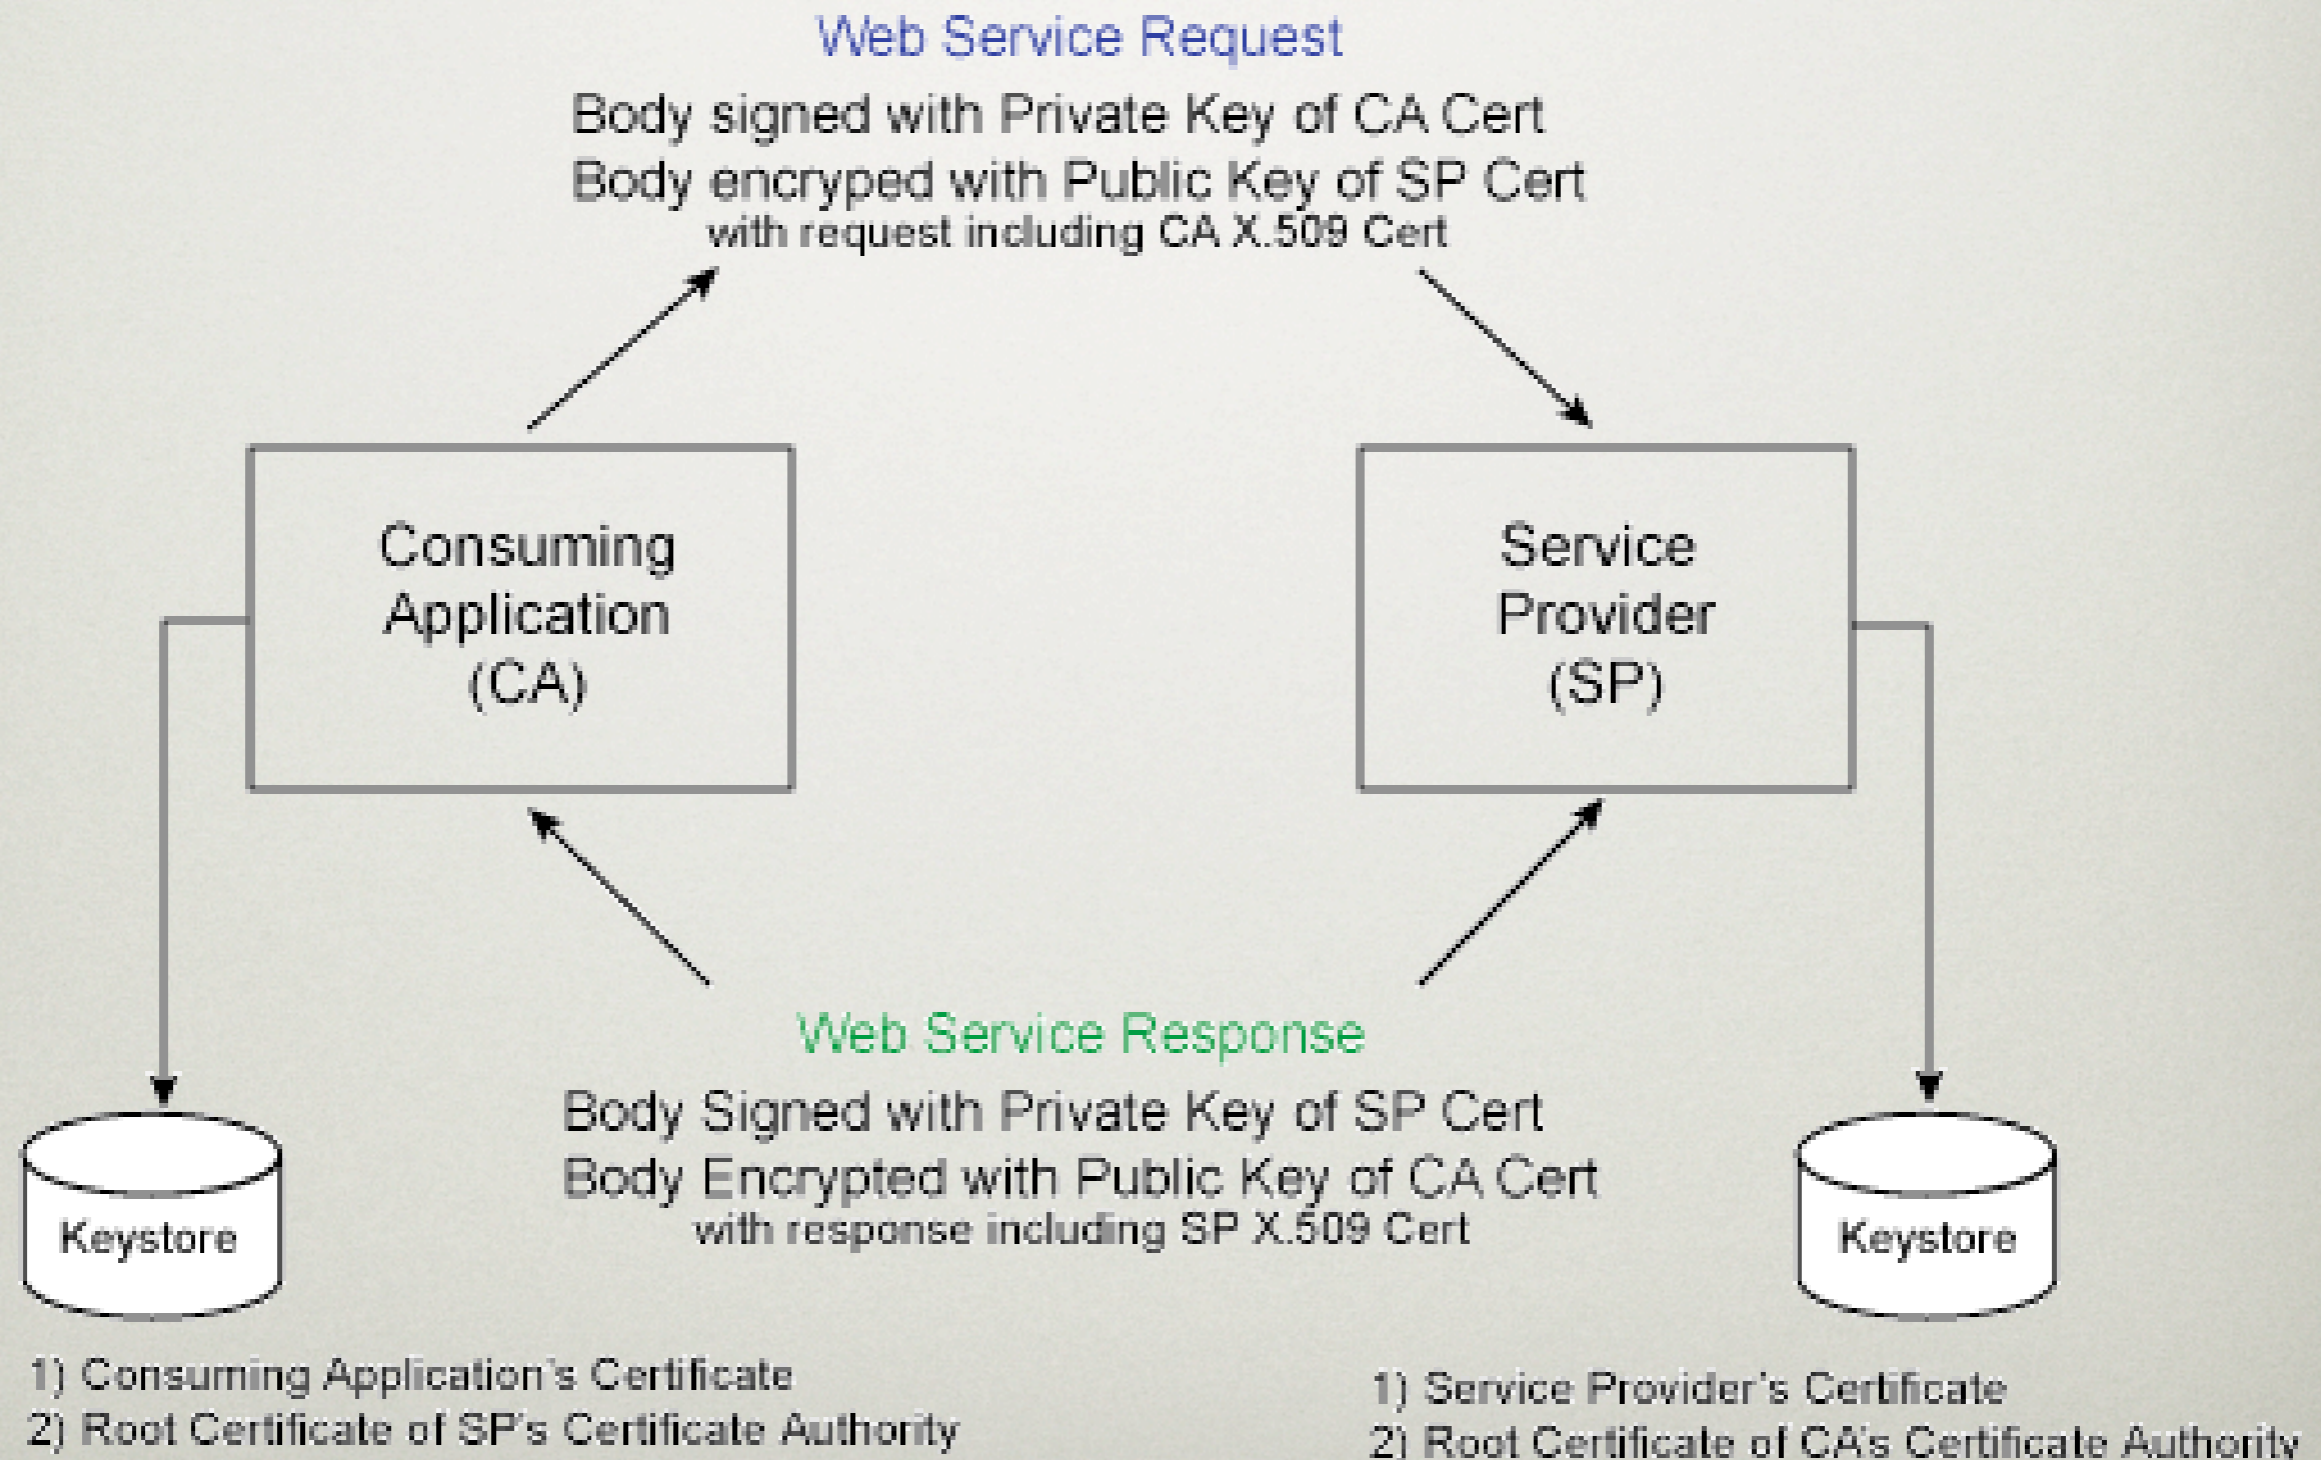 Web Service Request
Body signed with Private Key of CA Cert
Body encryped with Public Key of SP Cert
with request including CA X.509 Cert
Consuming
Application
(CA)
Service
Provider
(SP)
Web Service Response
Body Signed with Private Key of SP Cert
Body Encrypted with Public Key of CA Cert
with response including SP X.509 Cert
Keystore
Keystore
1) Consuming Application's Certificate
2) Root Certificate of SP's Certificate Authority
1) Service Provider's Certificate
2) Root Certificate of CA's Certificate Authority